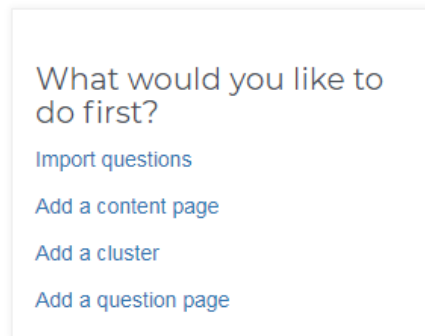 What would you like to
do first?
Import questions
Add a content page
Add a cluster
Add a question page